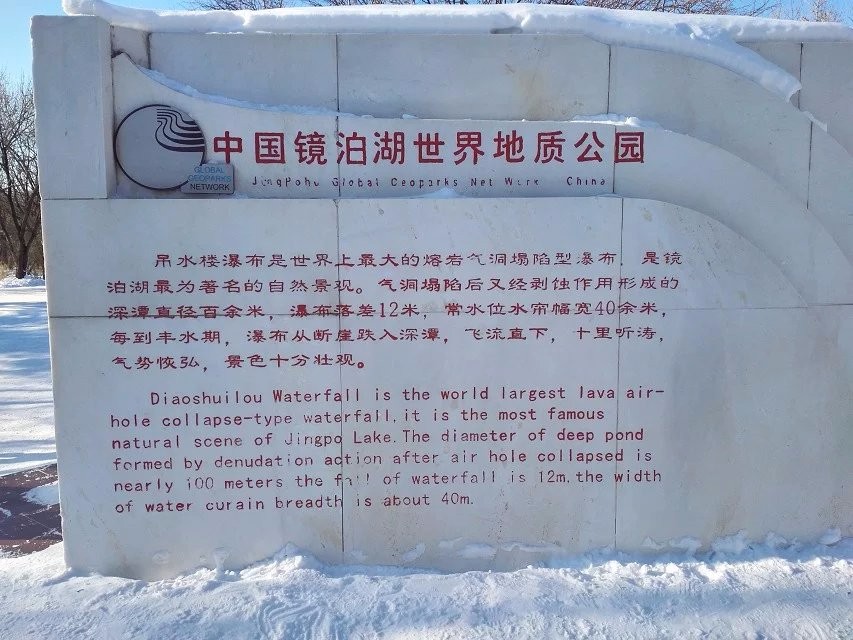 中国镜泊湖世界地质公园
GLOBAL
GEOPARKS
NETWORK
JingPohu Global Geoparks Net Work China
吊水楼瀑布是世界上最大的熔岩气洞塌陷型瀑布，是镜
泊湖最为著名的自然景观。气洞塌陷后又经剥蚀作用形成的
深潭直径百余米，瀑布落差12米，常水位水帘幅宽40余米，
每到丰水期，瀑布从断崖跌入深潭，飞流直下，十里听涛，
气势恢弘，景色十分壮观。
Diaoshuilou Waterfall is the world largest lava air-
hole collapse-type waterfall, it is the most famous
natural scene of Jingpo Lake. The diameter of deep pond
formed by denudation action after air hole collapsed is
nearly 100 meters the fall of waterfall is 12m, the width
of water curain breadth is about 40m.